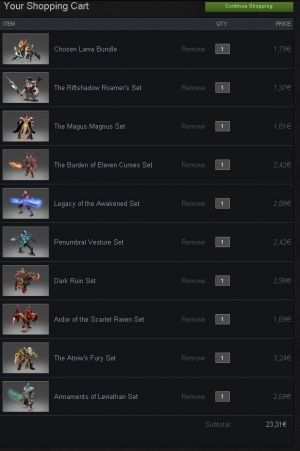 Your Shopping Cart
Continue Shopping
ITEM QTY PRICE
Chosen Larva Bundle Remove 1 1,79€
The Riftshadow Roamer's Set Remove 1 1,37€
The Magus Magnus Set Remove 1 1,81€
The Burden of Eleven Curses Set Remove 1 2,42€
Legacy of the Awakened Set Remove 1 2,89€
Penumbral Vesture Set Remove 1 2,42€
Dark Ruin Set Remove 1 2,99€
Ardor of the Scarlet Raven Set Remove 1 1,69€
The Atniw's Fury Set Remove 1 3,24€
Armaments of Leviathan Set Remove 1 2,69€
Subtotal 23,31€